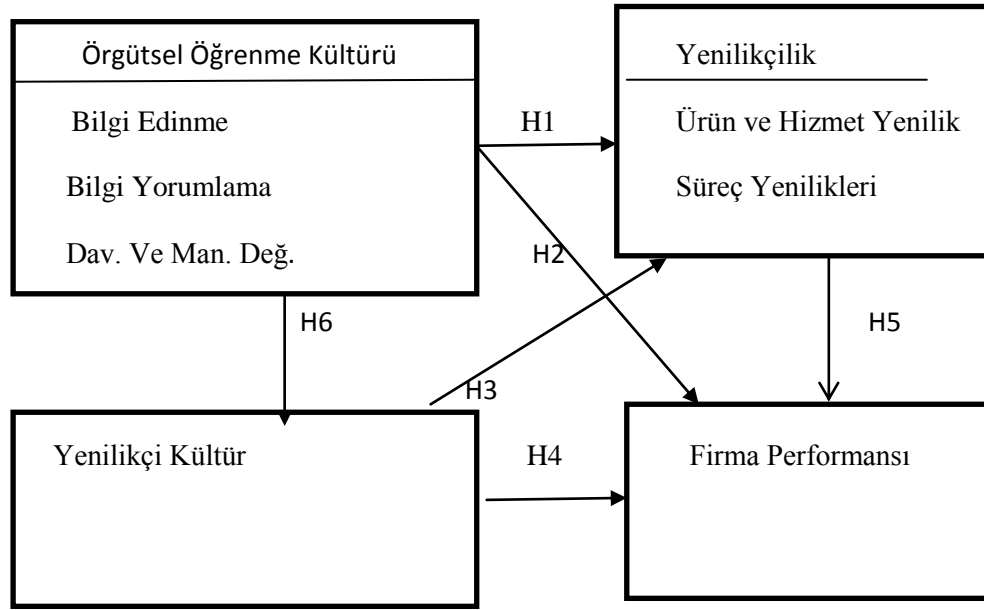 Örgütsel Öğrenme Kültürü
Bilgi Edinme
Bilgi Yorumlama
Dav. Ve Man. Değ.
H1
Yenilikçilik
Ürün ve Hizmet Yenilik
Süreç Yenilikleri
H2
H6
H3
H5
Yenilikçi Kültür
H4
Firma Performansı